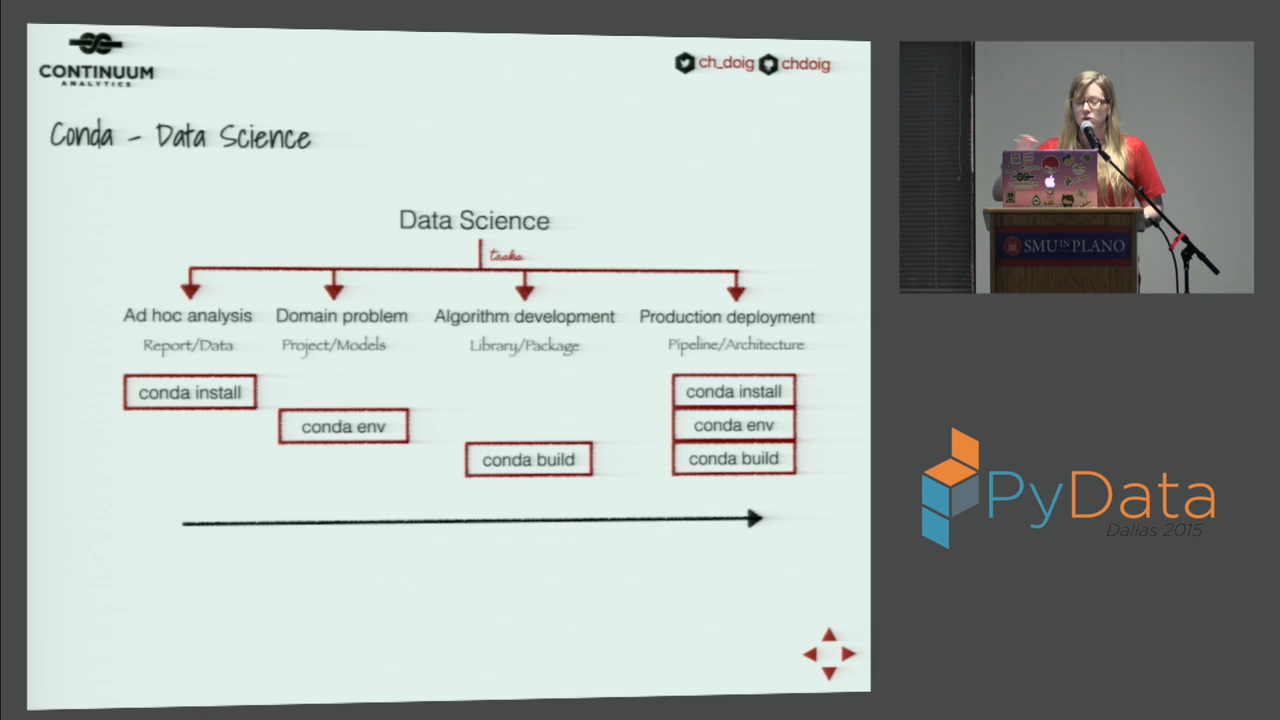 CONTINUUM
ANALYTICS
ch_doig chdoig
Conda - Data Science
Data Science
tasks
Ad hoc analysis Domain problem Algorithm development Production deployment
Report/Data Project/Models Library/Package Pipeline/Architecture
conda install conda install
conda env conda env
conda build conda build
SMU IN PLANO
PyData
Dallas 2015